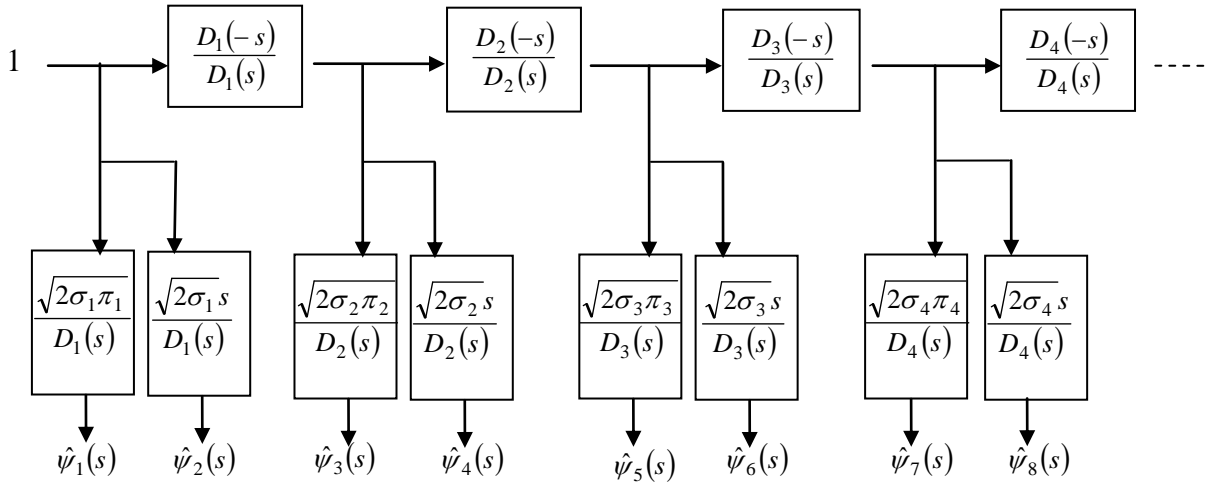 1 D₁(−s)/D₁(s) D₂(−s)/D₂(s) D₃(−s)/D₃(s) D₄(−s)/D₄(s) ----
√(2σ₁π₁)/D₁(s) √(2σ₁)s/D₁(s) √(2σ₂π₂)/D₂(s) √(2σ₂)s/D₂(s) √(2σ₃π₃)/D₃(s) √(2σ₃)s/D₃(s) √(2σ₄π₄)/D₄(s) √(2σ₄)s/D₄(s)
ψ̂₁(s) ψ̂₂(s) ψ̂₃(s) ψ̂₄(s) ψ̂₅(s) ψ̂₆(s) ψ̂₇(s) ψ̂₈(s)